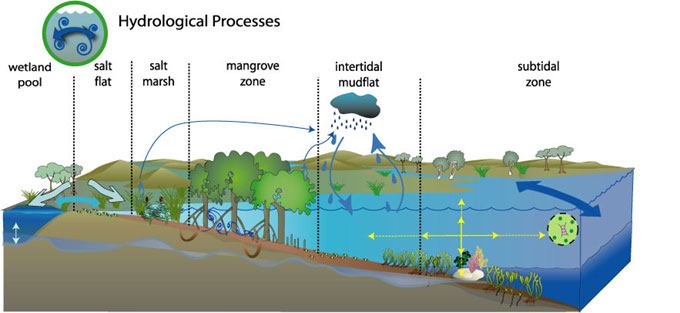 Hydrological Processes
wetland pool
salt flat
salt marsh
mangrove zone
intertidal mudflat
subtidal zone